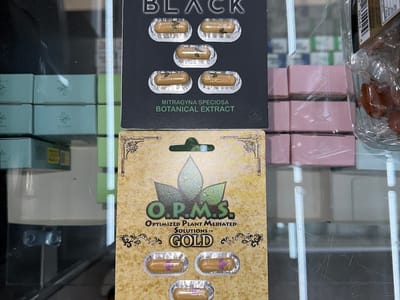 BLACK
MITRAGYNA SPECIOSA
BOTANICAL EXTRACT
O.P.M.S.
OPTIMIZED PLANT MEDIATED
SOLUTIONS
GOLD